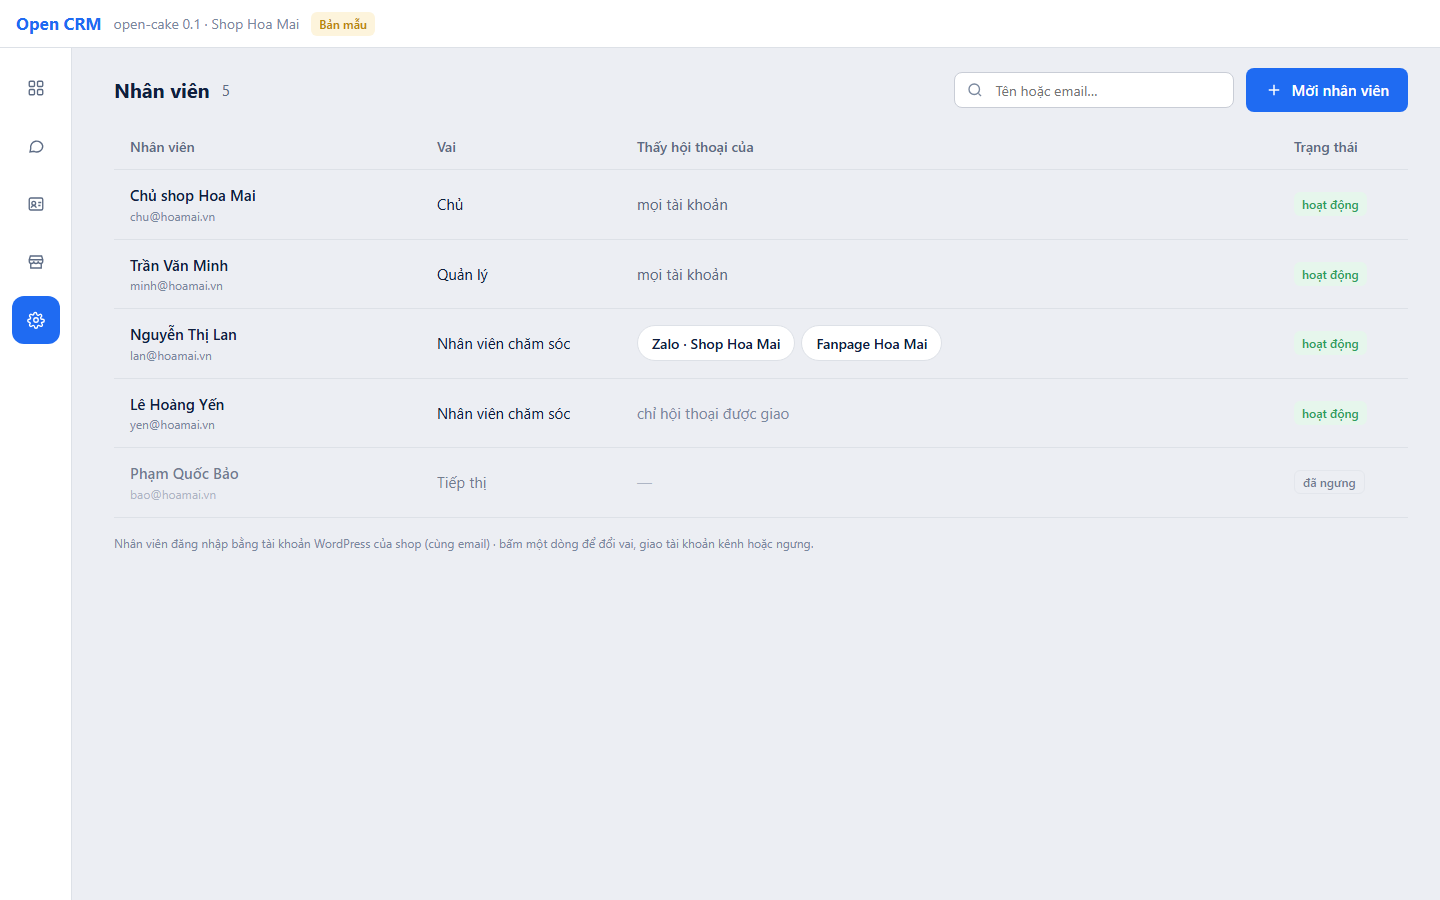 Open CRM open-cake 0.1 · Shop Hoa Mai Bản mẫu
Nhân viên 5 Tên hoặc email... Mời nhân viên
Nhân viên Vai Thấy hội thoại của Trạng thái
Chủ shop Hoa Mai
chu@hoamai.vn
Chủ mọi tài khoản hoạt động
Trần Văn Minh
minh@hoamai.vn
Quản lý mọi tài khoản hoạt động
Nguyễn Thị Lan
lan@hoamai.vn
Nhân viên chăm sóc Zalo · Shop Hoa Mai Fanpage Hoa Mai hoạt động
Lê Hoàng Yến
yen@hoamai.vn
Nhân viên chăm sóc chỉ hội thoại được giao hoạt động
Phạm Quốc Bảo
bao@hoamai.vn
Tiếp thị — đã ngưng
Nhân viên đăng nhập bằng tài khoản WordPress của shop (cùng email) · bấm một dòng để đổi vai, giao tài khoản kênh hoặc ngưng.